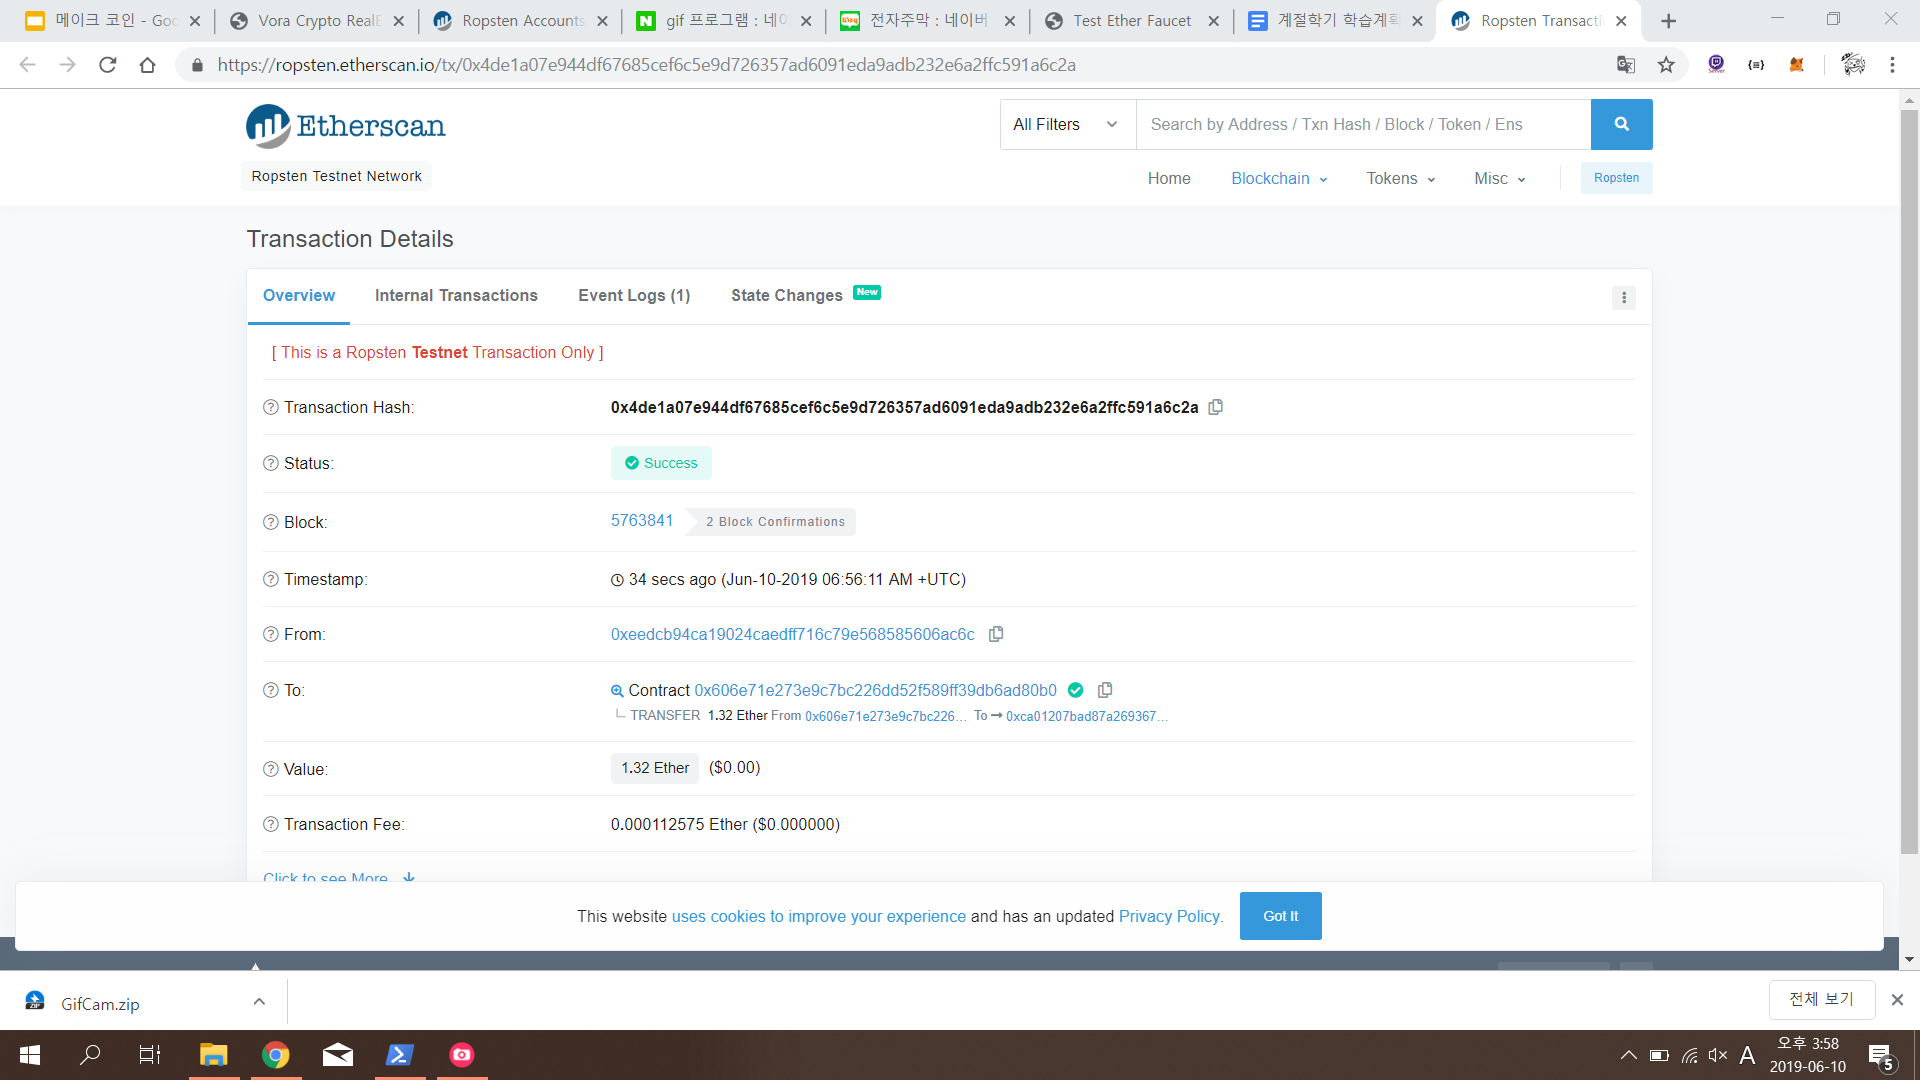 메이크 코인 - Goo
Vora Crypto RealE
Ropsten Accounts
gif 프로그램 : 네이
전자주막 : 네이버
Test Ether Faucet
계절학기 학습계획
Ropsten Transacti
https://ropsten.etherscan.io/tx/0x4de1a07e944df67685cef6c5e9d726357ad6091eda9adb232e6a2ffc591a6c2a
Etherscan
All Filters
Search by Address / Txn Hash / Block / Token / Ens
Ropsten Testnet Network
Home Blockchain Tokens Misc Ropsten
Transaction Details
Overview Internal Transactions Event Logs (1) State Changes New
[ This is a Ropsten Testnet Transaction Only ]
Transaction Hash: 0x4de1a07e944df67685cef6c5e9d726357ad6091eda9adb232e6a2ffc591a6c2a
Status: Success
Block: 5763841 2 Block Confirmations
Timestamp: 34 secs ago (Jun-10-2019 06:56:11 AM +UTC)
From: 0xeedcb94ca19024caedff716c79e568585606ac6c
To: Contract 0x606e71e273e9c7bc226dd52f589ff39db6ad80b0
TRANSFER 1.32 Ether From 0x606e71e273e9c7bc226... To 0xca01207bad87a269367...
Value: 1.32 Ether ($0.00)
Transaction Fee: 0.000112575 Ether ($0.000000)
Click to see More
This website uses cookies to improve your experience and has an updated Privacy Policy. Got It
GifCam.zip
전체 보기
A
오후 3:58
2019-06-10
5